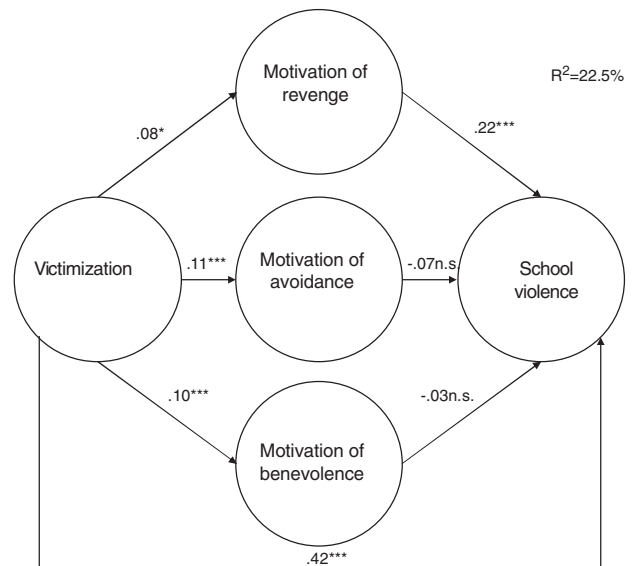 Motivation of
revenge
R²=22.5%
.08*
.22***
Victimization
.11***
Motivation of
avoidance
-.07n.s.
School
violence
.10***
-.03n.s.
Motivation of
benevolence
.42***